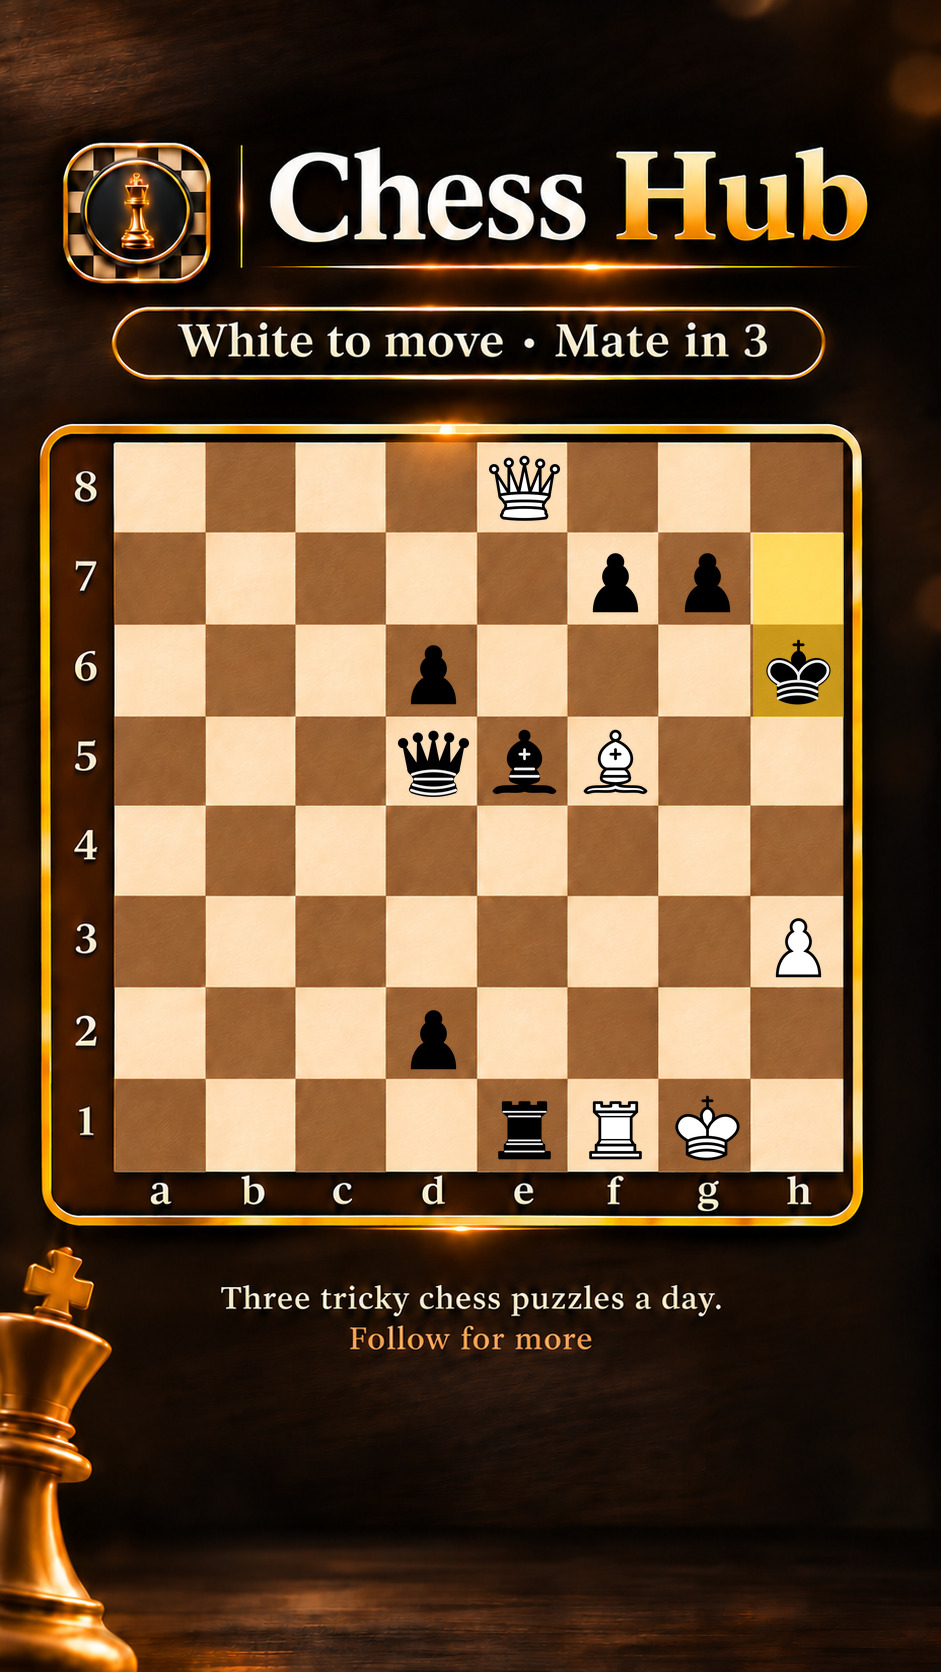 Chess Hub
White to move • Mate in 3
8
7
6
5
4
3
2
1
a b c d e f g h
Three tricky chess puzzles a day.
Follow for more